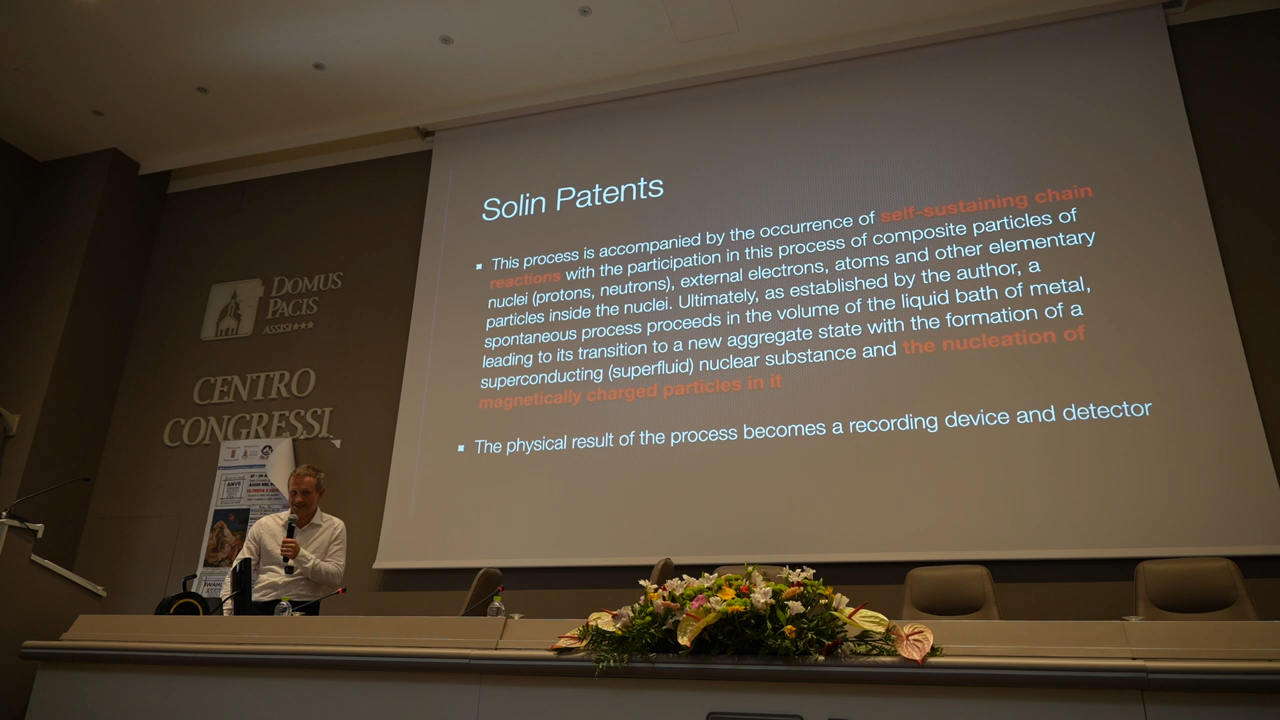 Solin Patents
This process is accompanied by the occurrence of self-sustaining chain
reactions with the participation in this process of composite particles of
nuclei (protons, neutrons), external electrons, atoms and other elementary
particles inside the nuclei. Ultimately, as established by the author, a
spontaneous process proceeds in the volume of the liquid bath of metal,
leading to its transition to a new aggregate state with the formation of a
superconducting (superfluid) nuclear substance and the nucleation of
magnetically charged particles in it
The physical result of the process becomes a recording device and detector
DOMUS
PACIS
ASSISI★★★
CENTRO
CONGRESSI